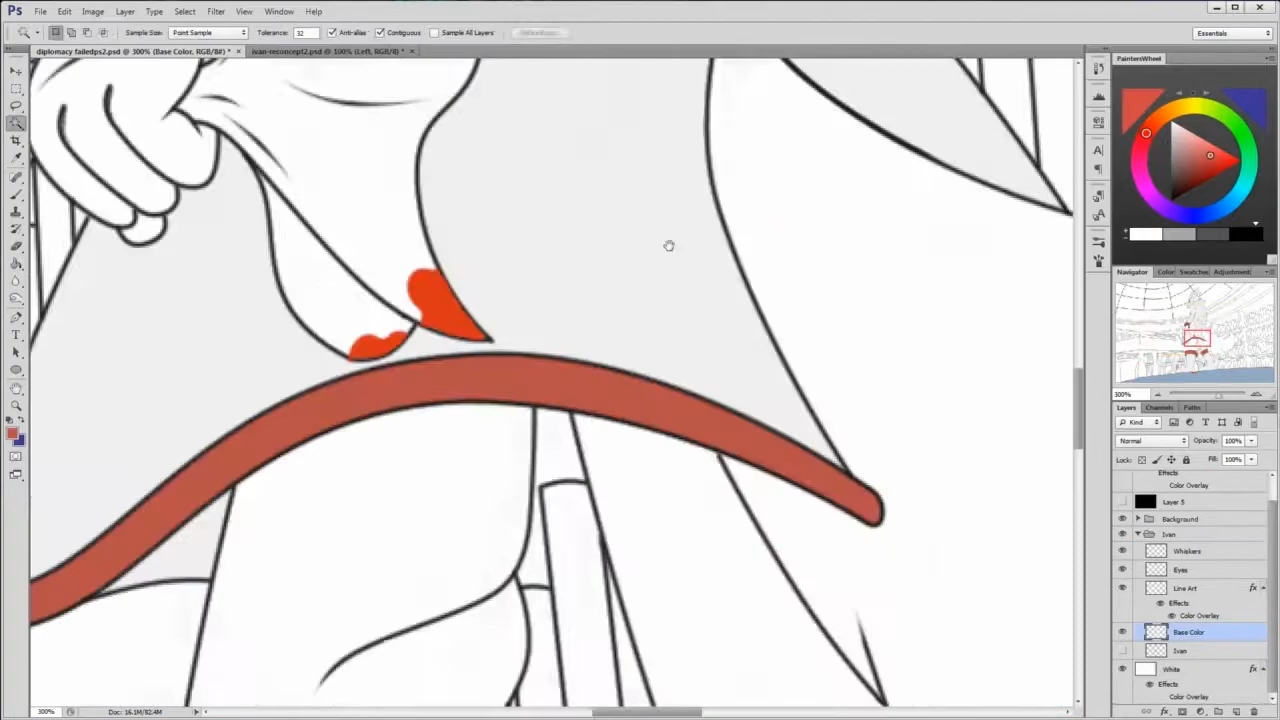 Ps File Edit Image Layer Type Select Filter View Window Help
Sample Size: Point Sample Tolerance: 32 Anti-alias Contiguous Sample All Layers
Essentials
diplomacy failedps2.psd @ 300% (Base Color, RGB/8#) * × ivan-reconcept2.psd @ 100% (Left, RGB/8) * ×
PaintersWheel
Navigator Color Swatches Adjustment
300%
Layers Channels Paths
Kind
Normal Opacity: 100%
Lock: Fill: 100%
Effects
Color Overlay
Layer 5
Background
Ivan
Whiskers
Eyes
Line Art fx
Effects
Color Overlay
Base Color
Ivan
White fx
Effects
Color Overlay
300% Doc: 16.1M/82.4M